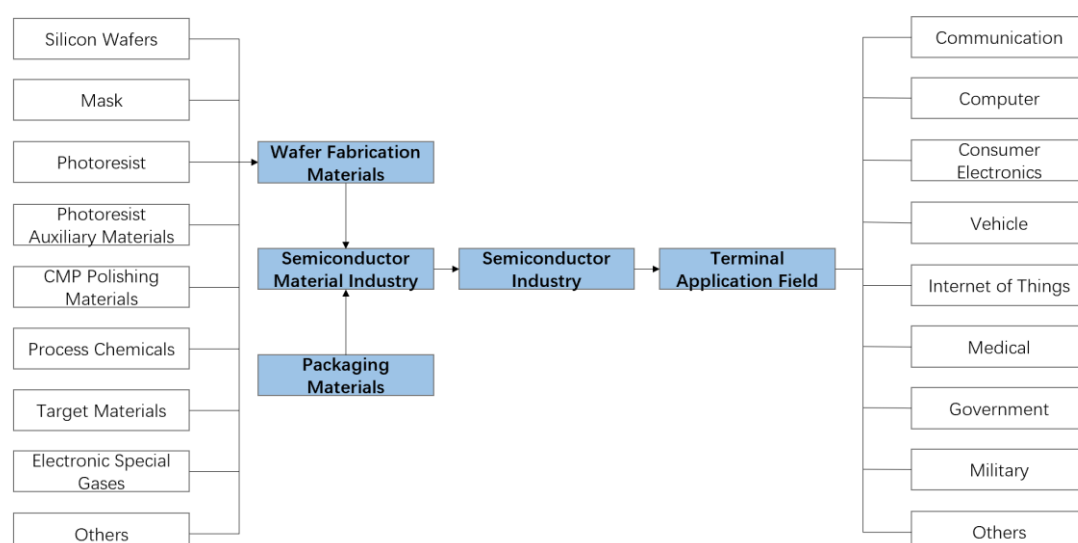 Silicon Wafers
Mask
Photoresist
Photoresist
Auxiliary Materials
CMP Polishing
Materials
Process Chemicals
Target Materials
Electronic Special
Gases
Others
Wafer Fabrication
Materials
Semiconductor
Material Industry
Packaging
Materials
Semiconductor
Industry
Terminal
Application Field
Communication
Computer
Consumer
Electronics
Vehicle
Internet of Things
Medical
Government
Military
Others